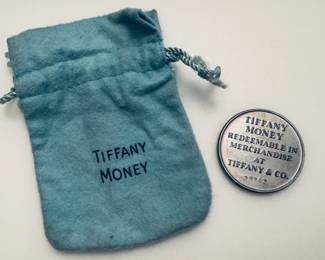 TIFFANY
MONEY
TIFFANY
MONEY
REDEEMABLE IN
MERCHANDISE
AT
TIFFANY & CO.